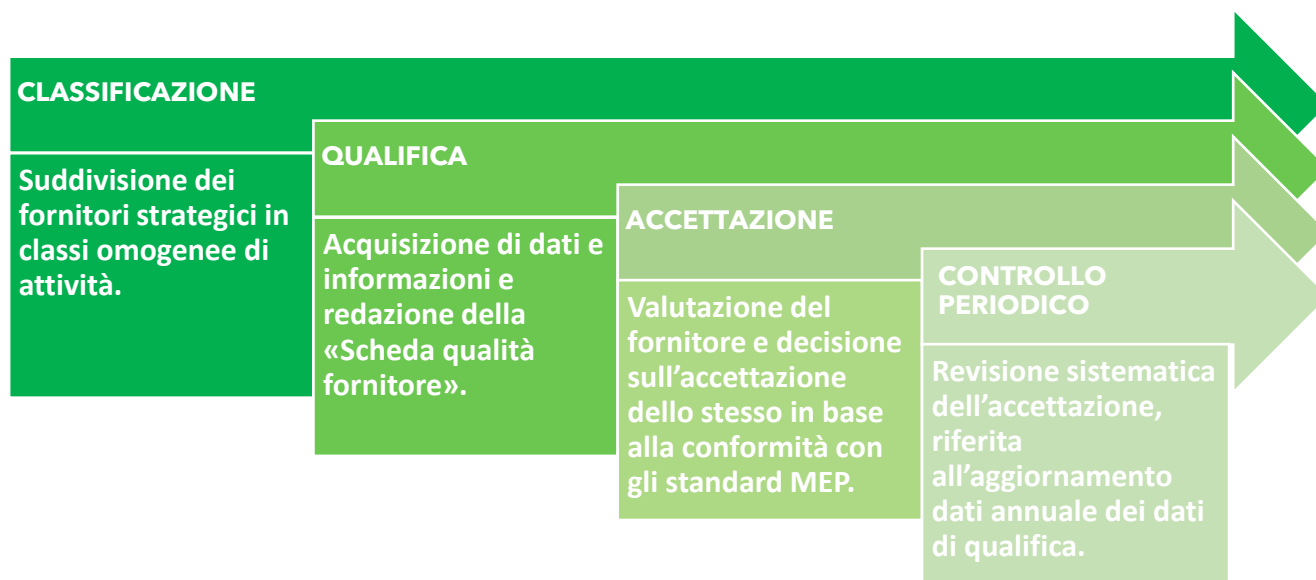 CLASSIFICAZIONE
Suddivisione dei
fornitori strategici in
classi omogenee di
attività.
QUALIFICA
Acquisizione di dati e
informazioni e
redazione della
«Scheda qualità
fornitore».
ACCETTAZIONE
Valutazione del
fornitore e decisione
sull’accettazione
dello stesso in base
alla conformità con
gli standard MEP.
CONTROLLO
PERIODICO
Revisione sistematica
dell’accettazione,
riferita
all’aggiornamento
dati annuale dei dati
di qualifica.